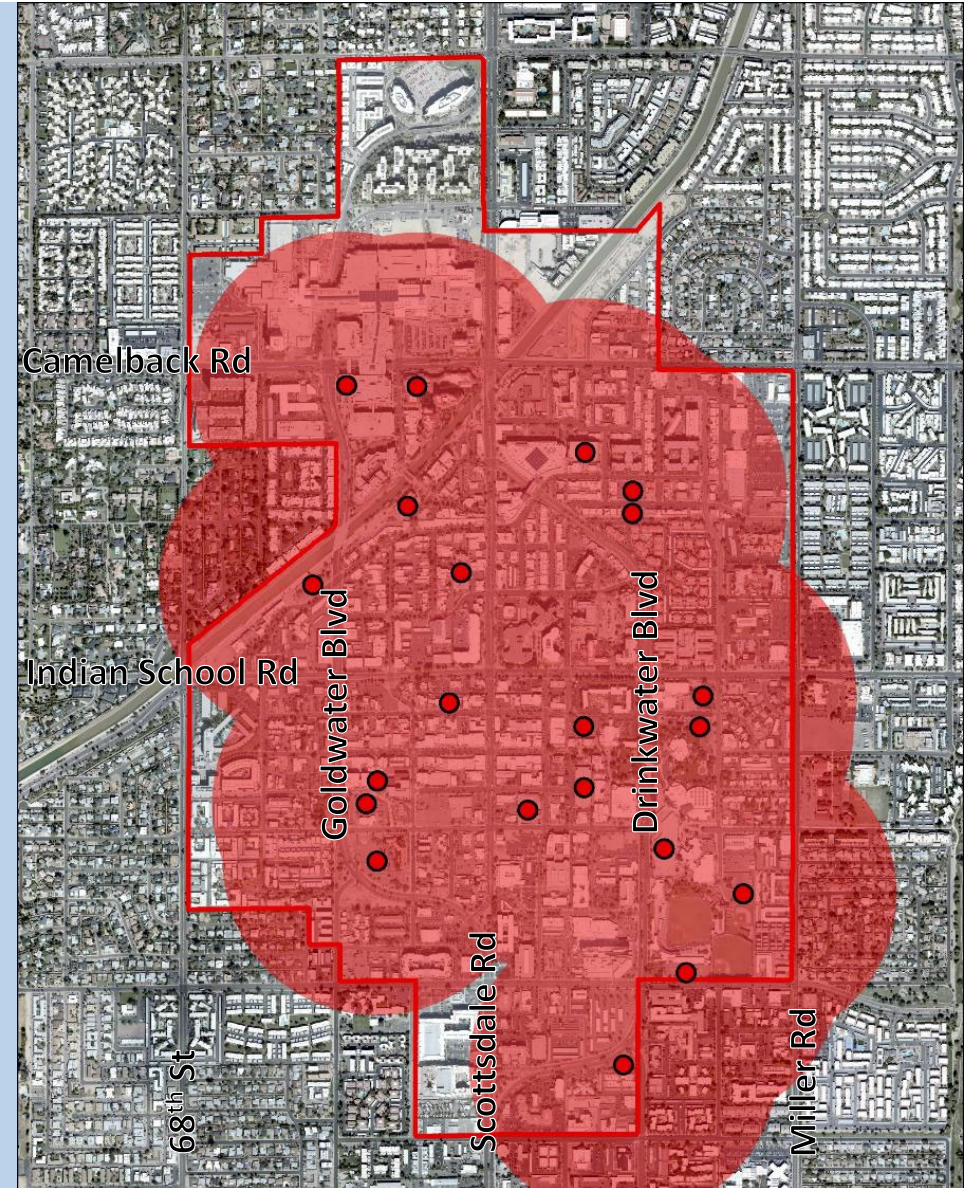 Camelback Rd
Indian School Rd
Goldwater Blvd
Drinkwater Blvd
Scottsdale Rd
68th St
Miller Rd